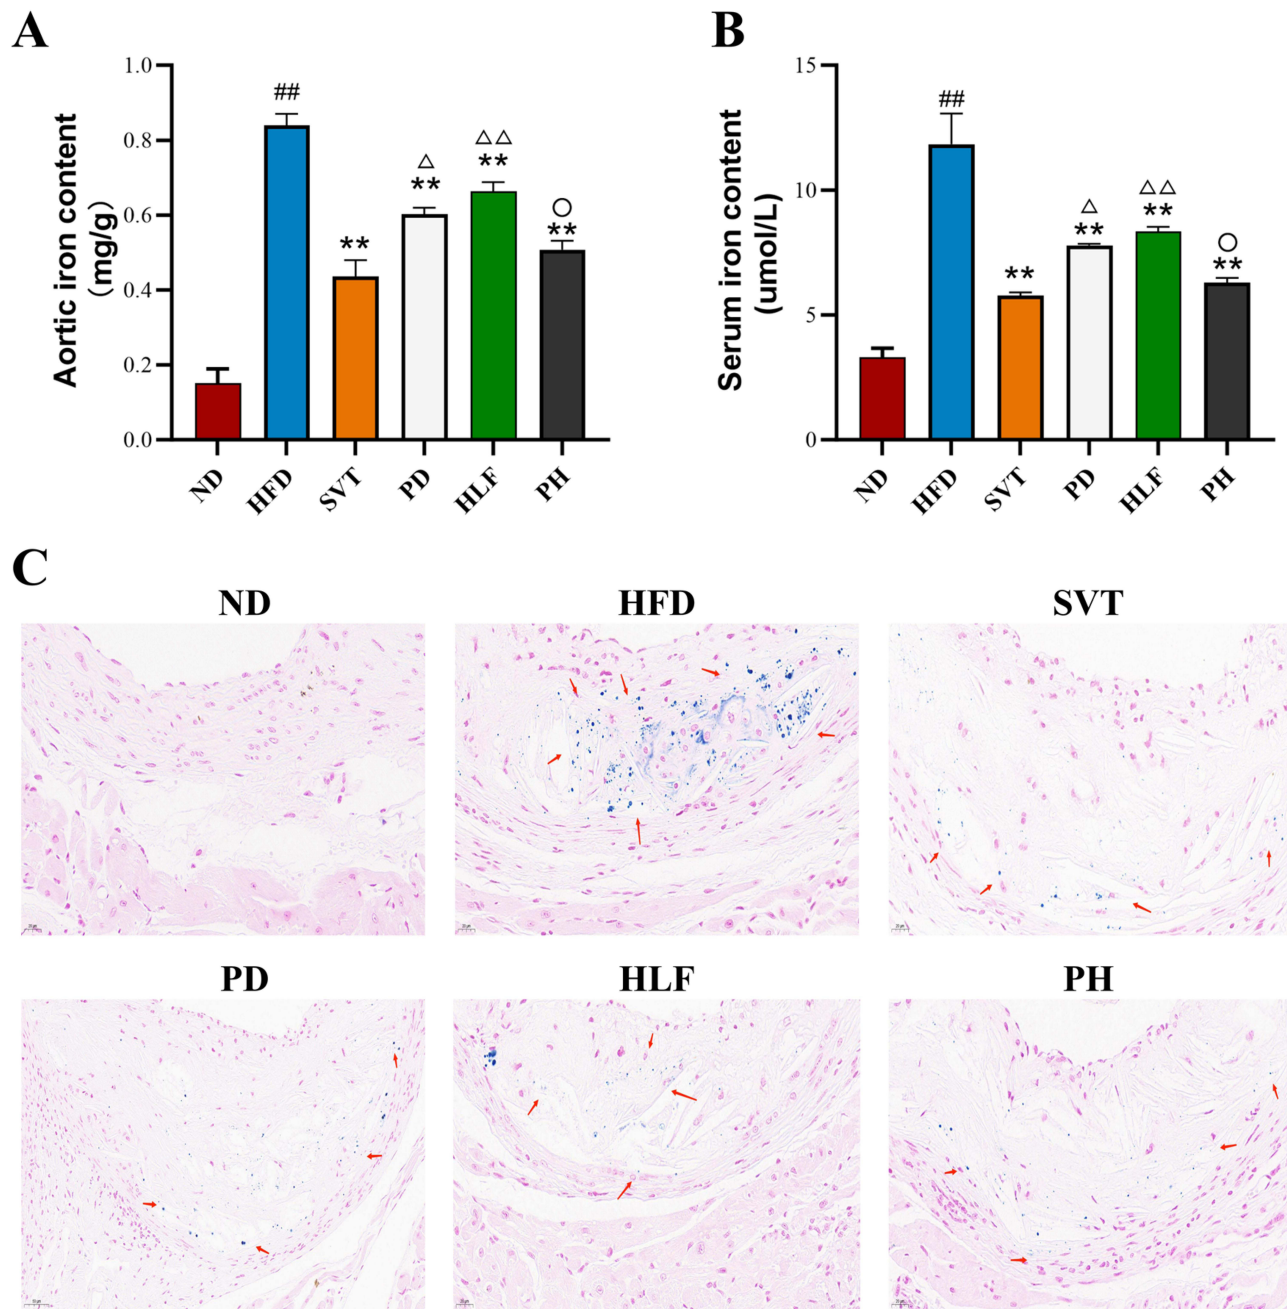 A
Aortic iron content
（mg/g）
1.0
0.8
0.6
0.4
0.2
0.0
##
**
△
**
△△
**
○
**
ND
HFD
SVT
PD
HLF
PH
B
Serum iron content
(umol/L)
15
10
5
0
##
**
△
**
△△
**
○
**
ND
HFD
SVT
PD
HLF
PH
C
ND
HFD
SVT
PD
HLF
PH